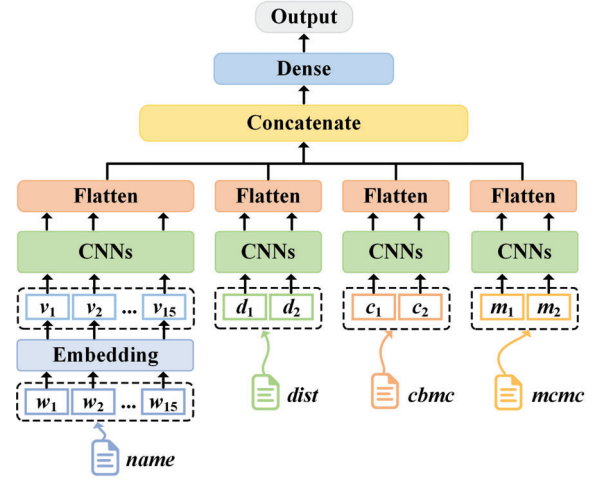 Output
Dense
Concatenate
Flatten Flatten Flatten Flatten
CNNs CNNs CNNs CNNs
v1 v2 ... v15 d1 d2 c1 c2 m1 m2
Embedding
w1 w2 ... w15 dist cbmc mcmc
name